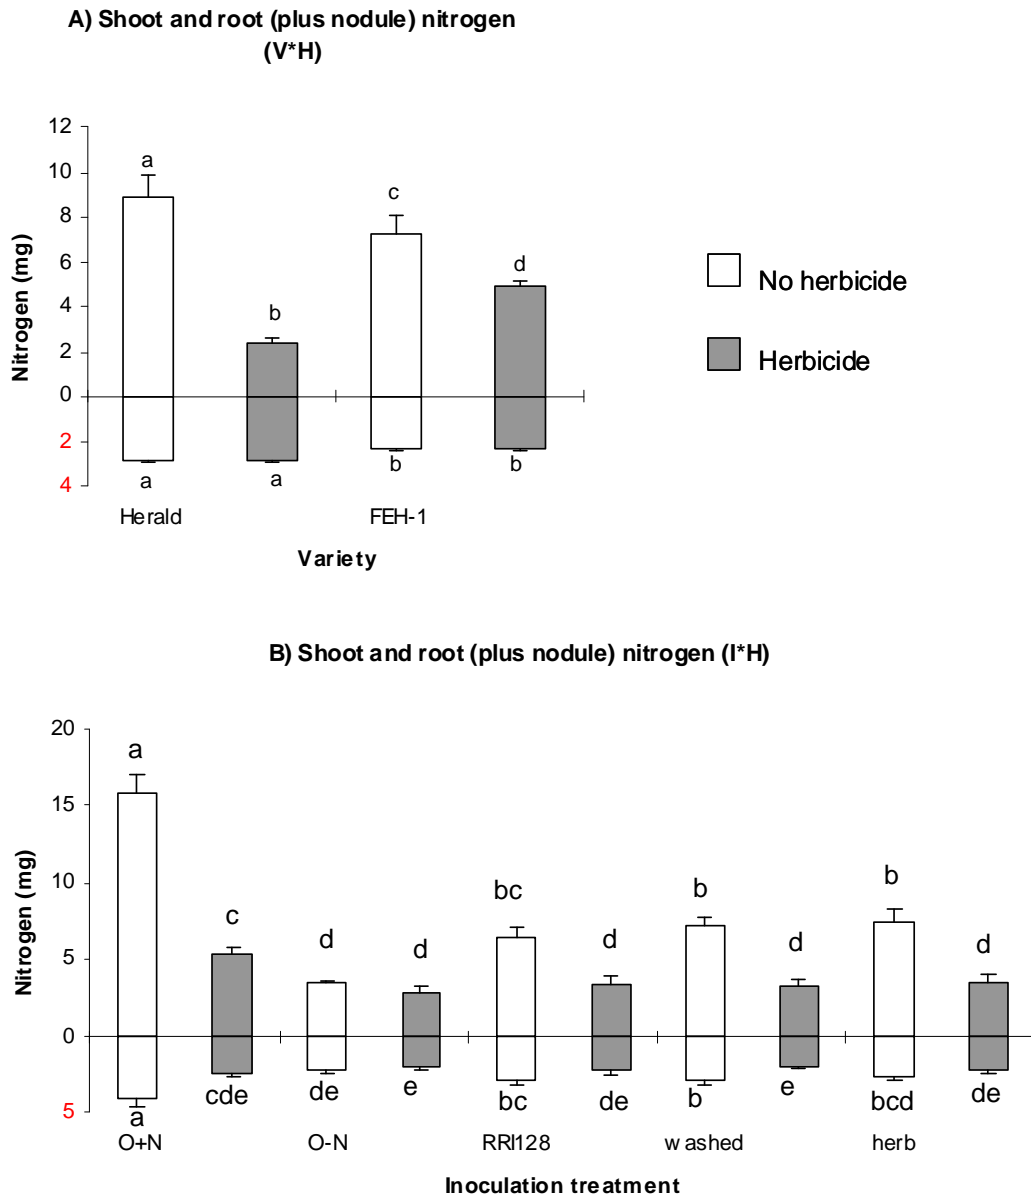 A) Shoot and root (plus nodule) nitrogen
(V*H)
12
10
8
6
4
2
0
2
4
Nitrogen (mg)
a
b
c
d
a
a
b
b
Herald
FEH-1
Variety
No herbicide
Herbicide
B) Shoot and root (plus nodule) nitrogen (I*H)
20
15
10
5
0
5
Nitrogen (mg)
a
c
d
d
bc
d
b
d
b
d
a
cde
de
e
bc
de
b
e
bcd
de
O+N
O-N
RRI128
washed
herb
Inoculation treatment